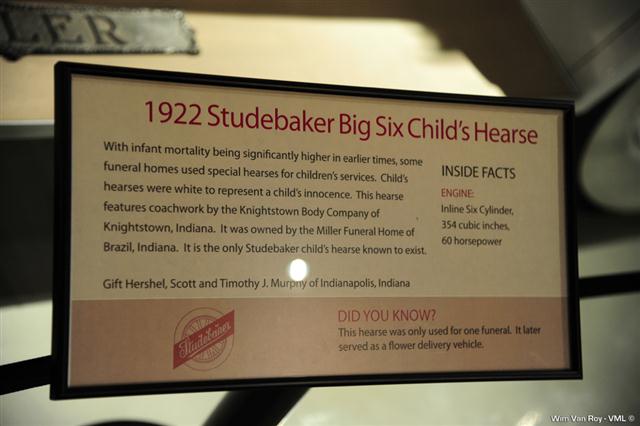 LER
1922 Studebaker Big Six Child's Hearse
With infant mortality being significantly higher in earlier times, some
funeral homes used special hearses for children's services. Child's
hearses were white to represent a child's innocence. This hearse
features coachwork by the Knightstown Body Company of
Knightstown, Indiana. It was owned by the Miller Funeral Home of
Brazil, Indiana. It is the only Studebaker child's hearse known to exist.
Gift Hershel, Scott and Timothy J. Murphy of Indianapolis, Indiana
INSIDE FACTS
ENGINE:
Inline Six Cylinder,
354 cubic inches,
60 horsepower
Studebaker
DID YOU KNOW?
This hearse was only used for one funeral. It later
served as a flower delivery vehicle.
Wim Van Roy - VML ©